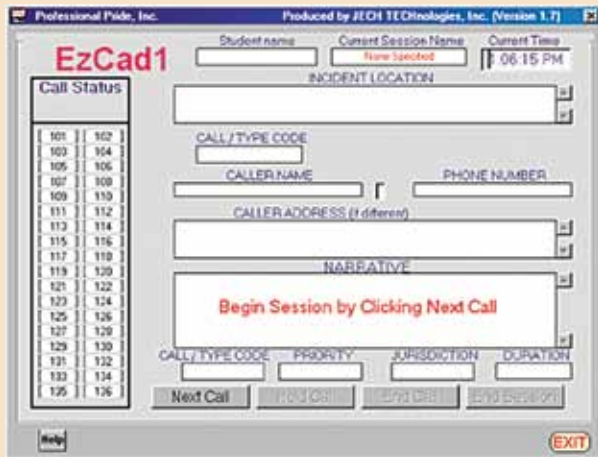 Professional Pride, Inc. Produced by JECH TECHnologies, Inc. (Version 1.7)
EzCad1
Student name Current Session Name Current Time
None Specified 06:15 PM
Call Status
INCIDENT LOCATION
CALL / TYPE CODE
CALLER NAME PHONE NUMBER
CALLER ADDRESS (if different)
NARRATIVE
Begin Session by Clicking Next Call
[ 101 ] [ 102 ]
[ 103 ] [ 104 ]
[ 105 ] [ 106 ]
[ 107 ] [ 108 ]
[ 109 ] [ 110 ]
[ 111 ] [ 112 ]
[ 113 ] [ 114 ]
[ 115 ] [ 116 ]
[ 117 ] [ 118 ]
[ 119 ] [ 120 ]
[ 121 ] [ 122 ]
[ 123 ] [ 124 ]
[ 125 ] [ 126 ]
[ 127 ] [ 128 ]
[ 129 ] [ 130 ]
[ 131 ] [ 132 ]
[ 133 ] [ 134 ]
[ 135 ] [ 136 ]
CALL / TYPE CODE PRIORITY JURISDICTION DURATION
Next Call Hold Call End Call End Session
Help EXIT